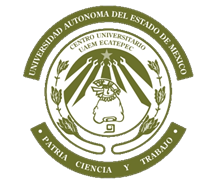 UNIVERSIDAD AUTONOMA DEL ESTADO DE MEXICO
CENTRO UNIVERSITARIO
UAEM ECATEPEC
• PATRIA CIENCIA Y TRABAJO •